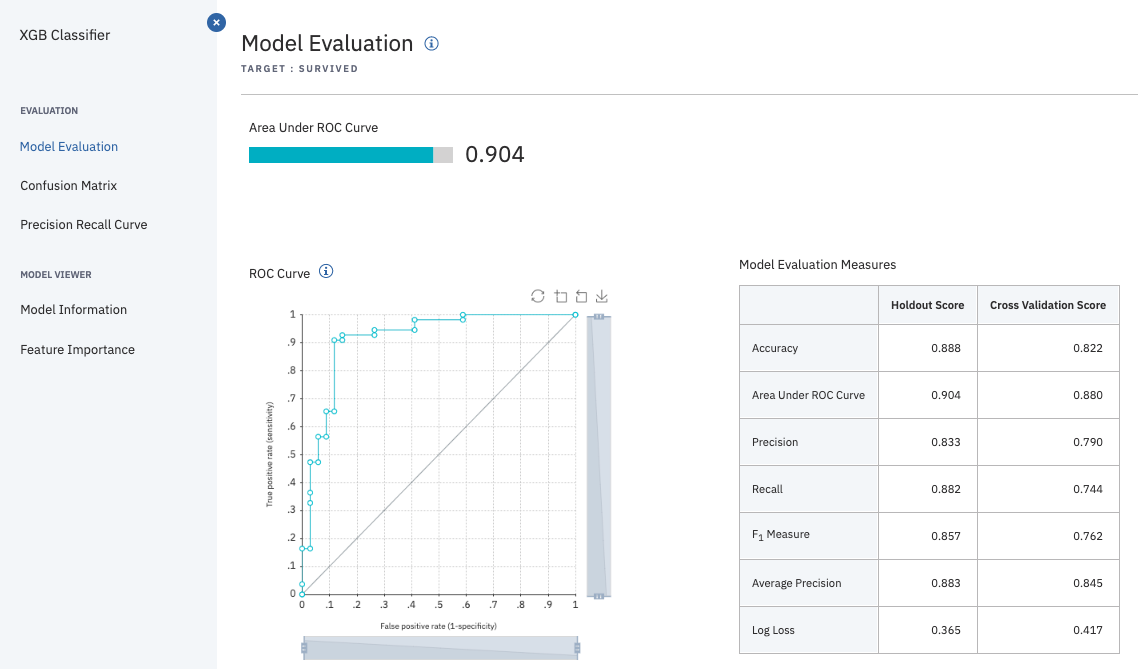 XGB Classifier
EVALUATION
Model Evaluation
Confusion Matrix
Precision Recall Curve
MODEL VIEWER
Model Information
Feature Importance
Model Evaluation
TARGET : SURVIVED
Area Under ROC Curve
0.904
ROC Curve
1
.9
.8
.7
.6
.5
.4
.3
.2
.1
0
True positive rate (sensitivity)
0 .1 .2 .3 .4 .5 .6 .7 .8 .9 1
False positive rate (1-specificity)
Model Evaluation Measures
Holdout Score Cross Validation Score
Accuracy 0.888 0.822
Area Under ROC Curve 0.904 0.880
Precision 0.833 0.790
Recall 0.882 0.744
F1 Measure 0.857 0.762
Average Precision 0.883 0.845
Log Loss 0.365 0.417